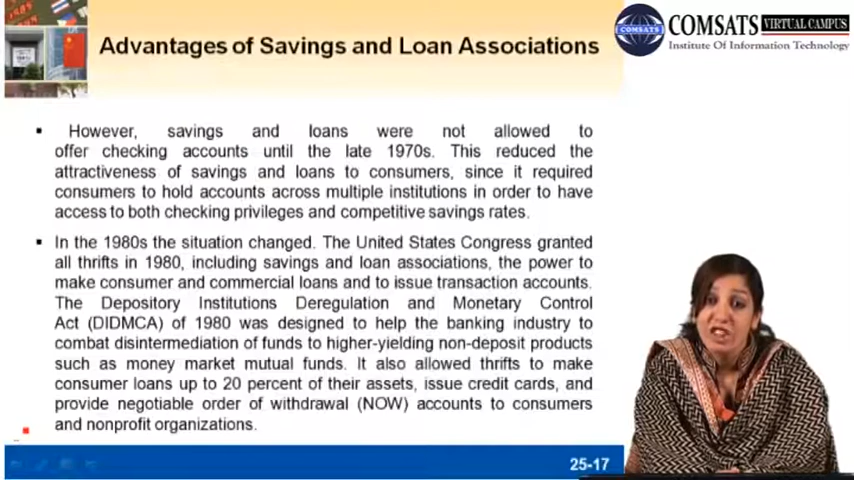 Advantages of Savings and Loan Associations
COMSATS
COMSATS VIRTUAL CAMPUS
Institute Of Information Technology
▪ However, savings and loans were not allowed to
offer checking accounts until the late 1970s. This reduced the
attractiveness of savings and loans to consumers, since it required
consumers to hold accounts across multiple institutions in order to have
access to both checking privileges and competitive savings rates.
▪ In the 1980s the situation changed. The United States Congress granted
all thrifts in 1980, including savings and loan associations, the power to
make consumer and commercial loans and to issue transaction accounts.
The Depository Institutions Deregulation and Monetary Control
Act (DIDMCA) of 1980 was designed to help the banking industry to
combat disintermediation of funds to higher-yielding non-deposit products
such as money market mutual funds. It also allowed thrifts to make
consumer loans up to 20 percent of their assets, issue credit cards, and
provide negotiable order of withdrawal (NOW) accounts to consumers
and nonprofit organizations.
25-17